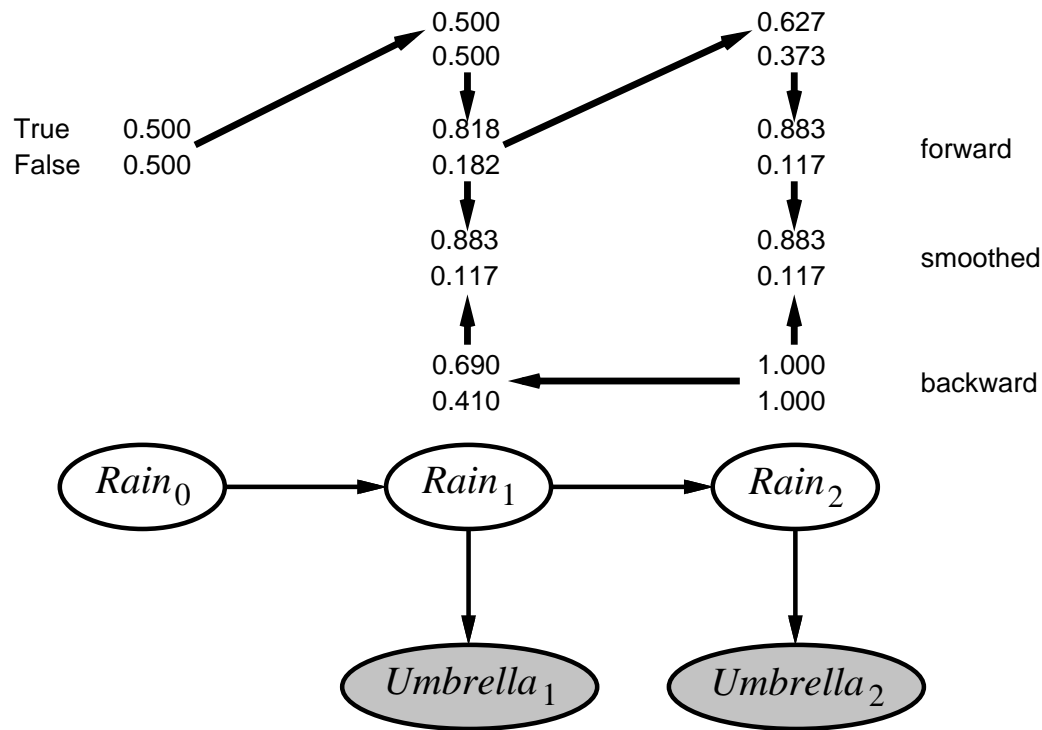 0.500 0.627
0.500 0.373
True 0.500 0.818 0.883
False 0.500 0.182 0.117 forward
0.883 0.883
0.117 0.117 smoothed
0.690 1.000
0.410 1.000 backward
Rain₀ Rain₁ Rain₂
Umbrella₁ Umbrella₂